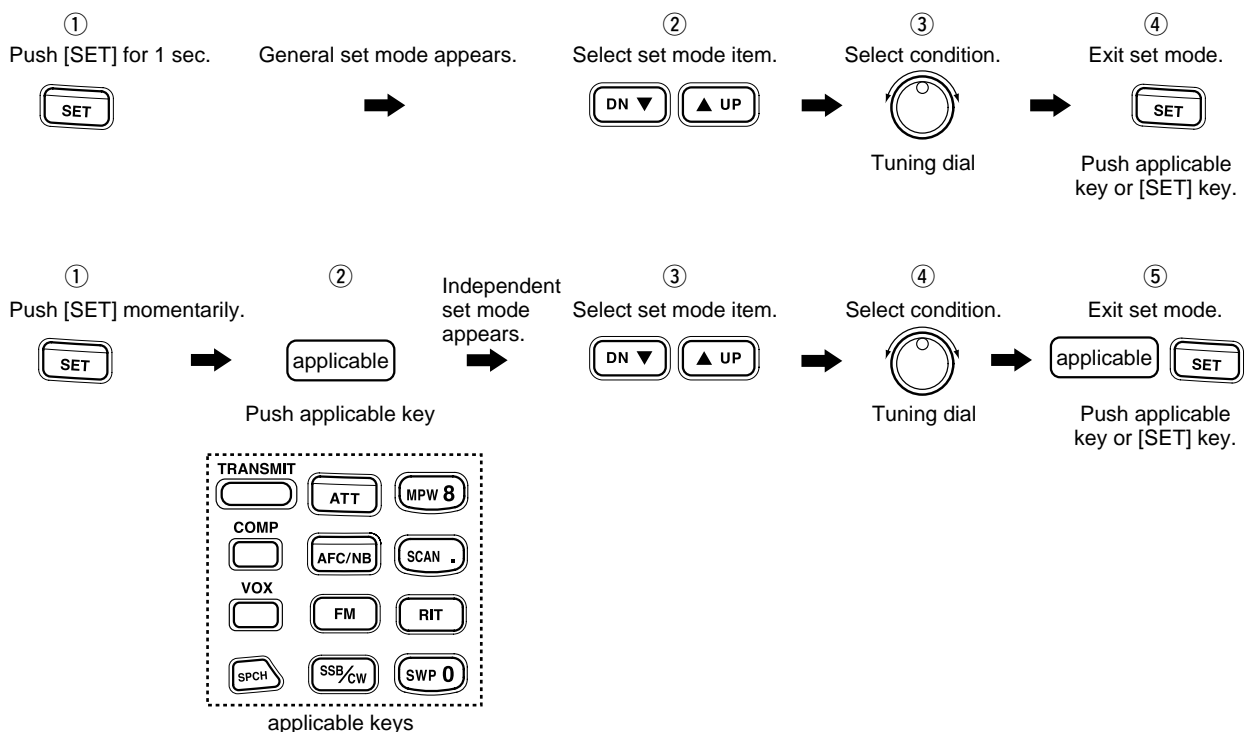 ① ② ③ ④
Push [SET] for 1 sec. General set mode appears. Select set mode item. Select condition. Exit set mode.
SET DN ▼ ▲ UP SET
Tuning dial
Push applicable
key or [SET] key.
① ② ③ ④ ⑤
Push [SET] momentarily.
Independent
set mode
appears.
Select set mode item. Select condition. Exit set mode.
SET applicable DN ▼ ▲ UP applicable SET
Push applicable key
Tuning dial
Push applicable
key or [SET] key.
TRANSMIT
ATT MPW 8
COMP
AFC/NB SCAN .
VOX
FM RIT
SPCH SSB/CW SWP 0
applicable keys